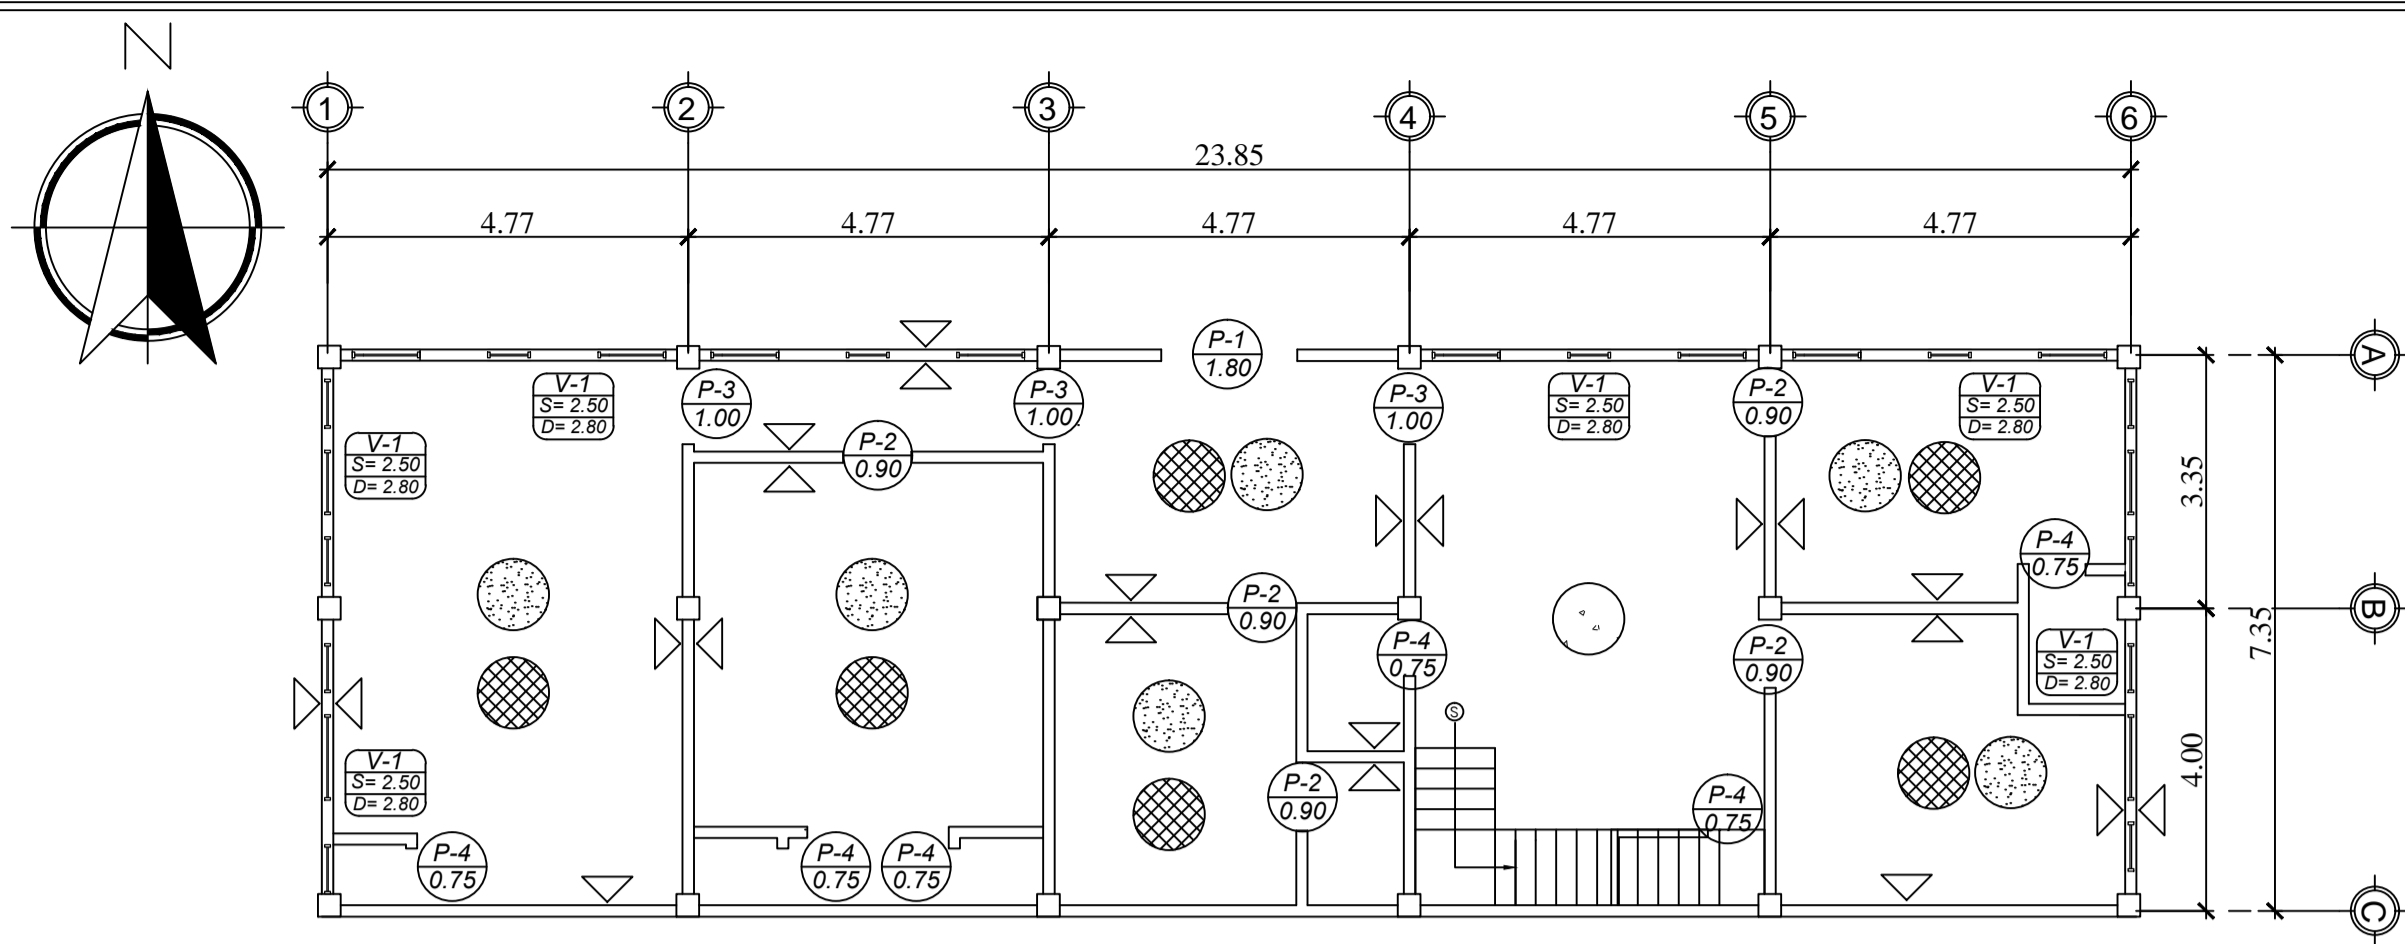 N
1
2
3
4
5
6
23.85
4.77
4.77
4.77
4.77
4.77
P-1
1.80
A
V-1
S= 2.50
D= 2.80
P-3
1.00
P-3
1.00
P-3
1.00
V-1
S= 2.50
D= 2.80
P-2
0.90
V-1
S= 2.50
D= 2.80
V-1
S= 2.50
D= 2.80
P-2
0.90
3.35
P-4
0.75
P-2
0.90
B
7.35
P-4
0.75
P-2
0.90
V-1
S= 2.50
D= 2.80
S
4.00
V-1
S= 2.50
D= 2.80
P-2
0.90
P-4
0.75
P-4
0.75
P-4
0.75
P-4
0.75
C